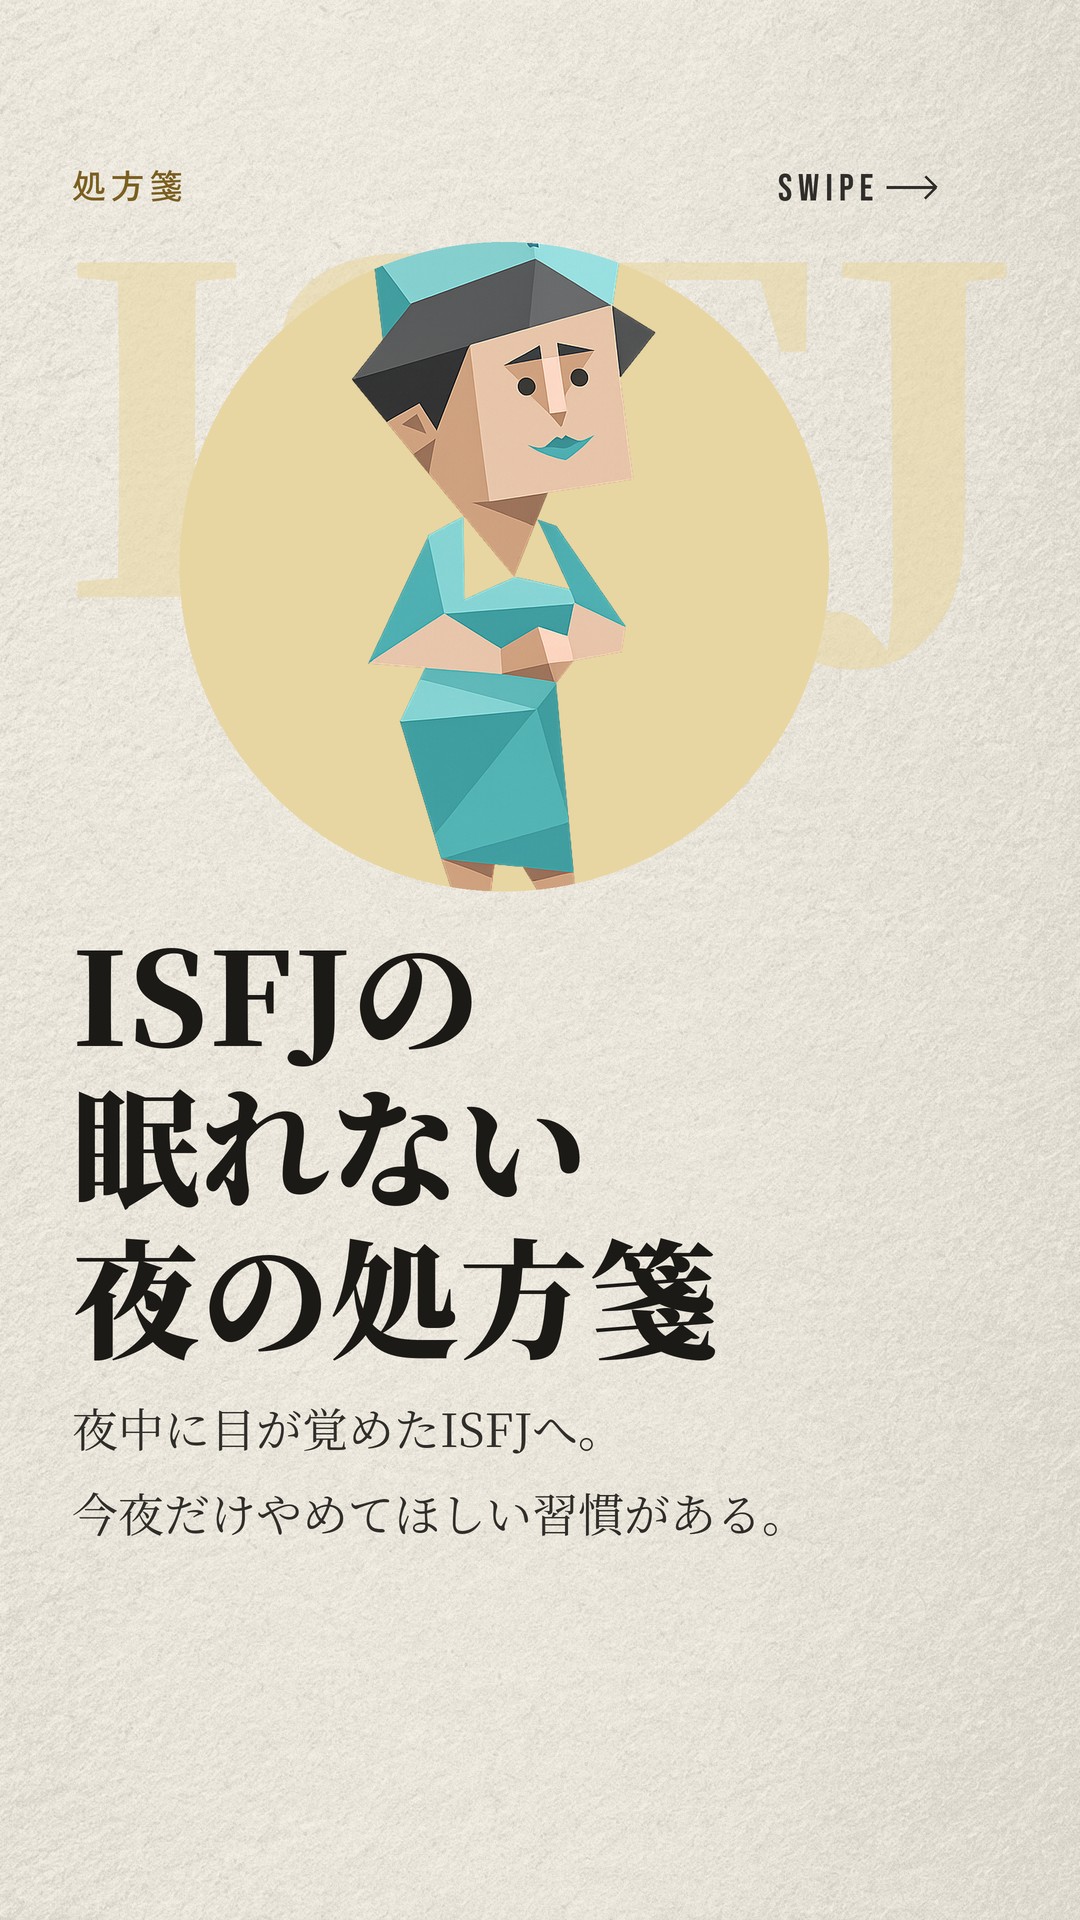 処方箋
SWIPE →
ISFJ
ISFJの
眠れない
夜の処方箋
夜中に目が覚めたISFJへ。
今夜だけやめてほしい習慣がある。